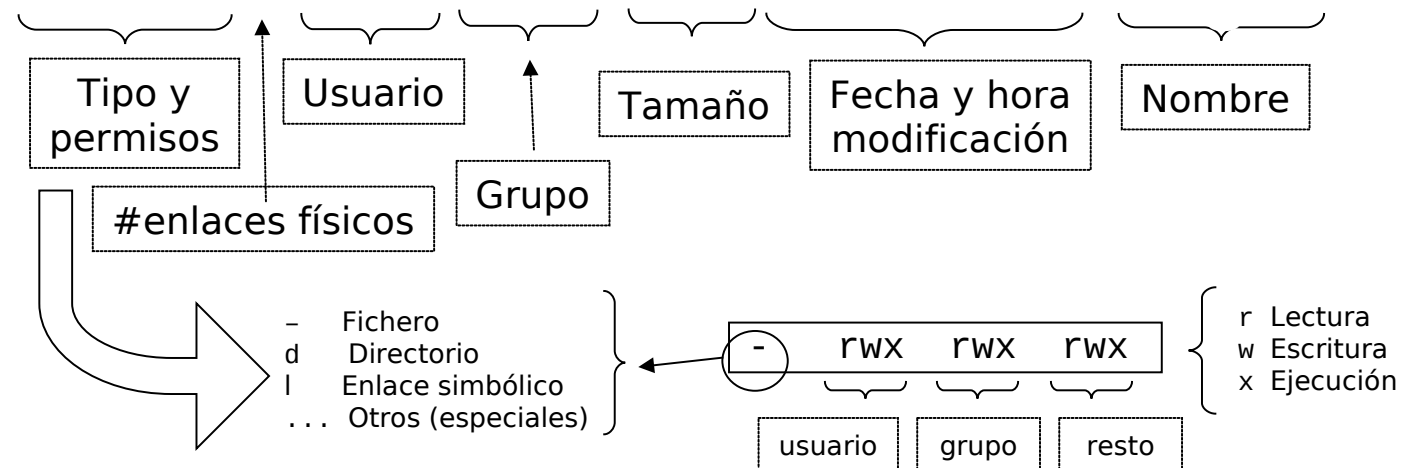 Tipo y
permisos
Usuario
Tamaño
Fecha y hora
modificación
Nombre
#enlaces físicos
Grupo
– Fichero
d Directorio
l Enlace simbólico
... Otros (especiales)
- rwx rwx rwx
usuario grupo resto
r Lectura
w Escritura
x Ejecución